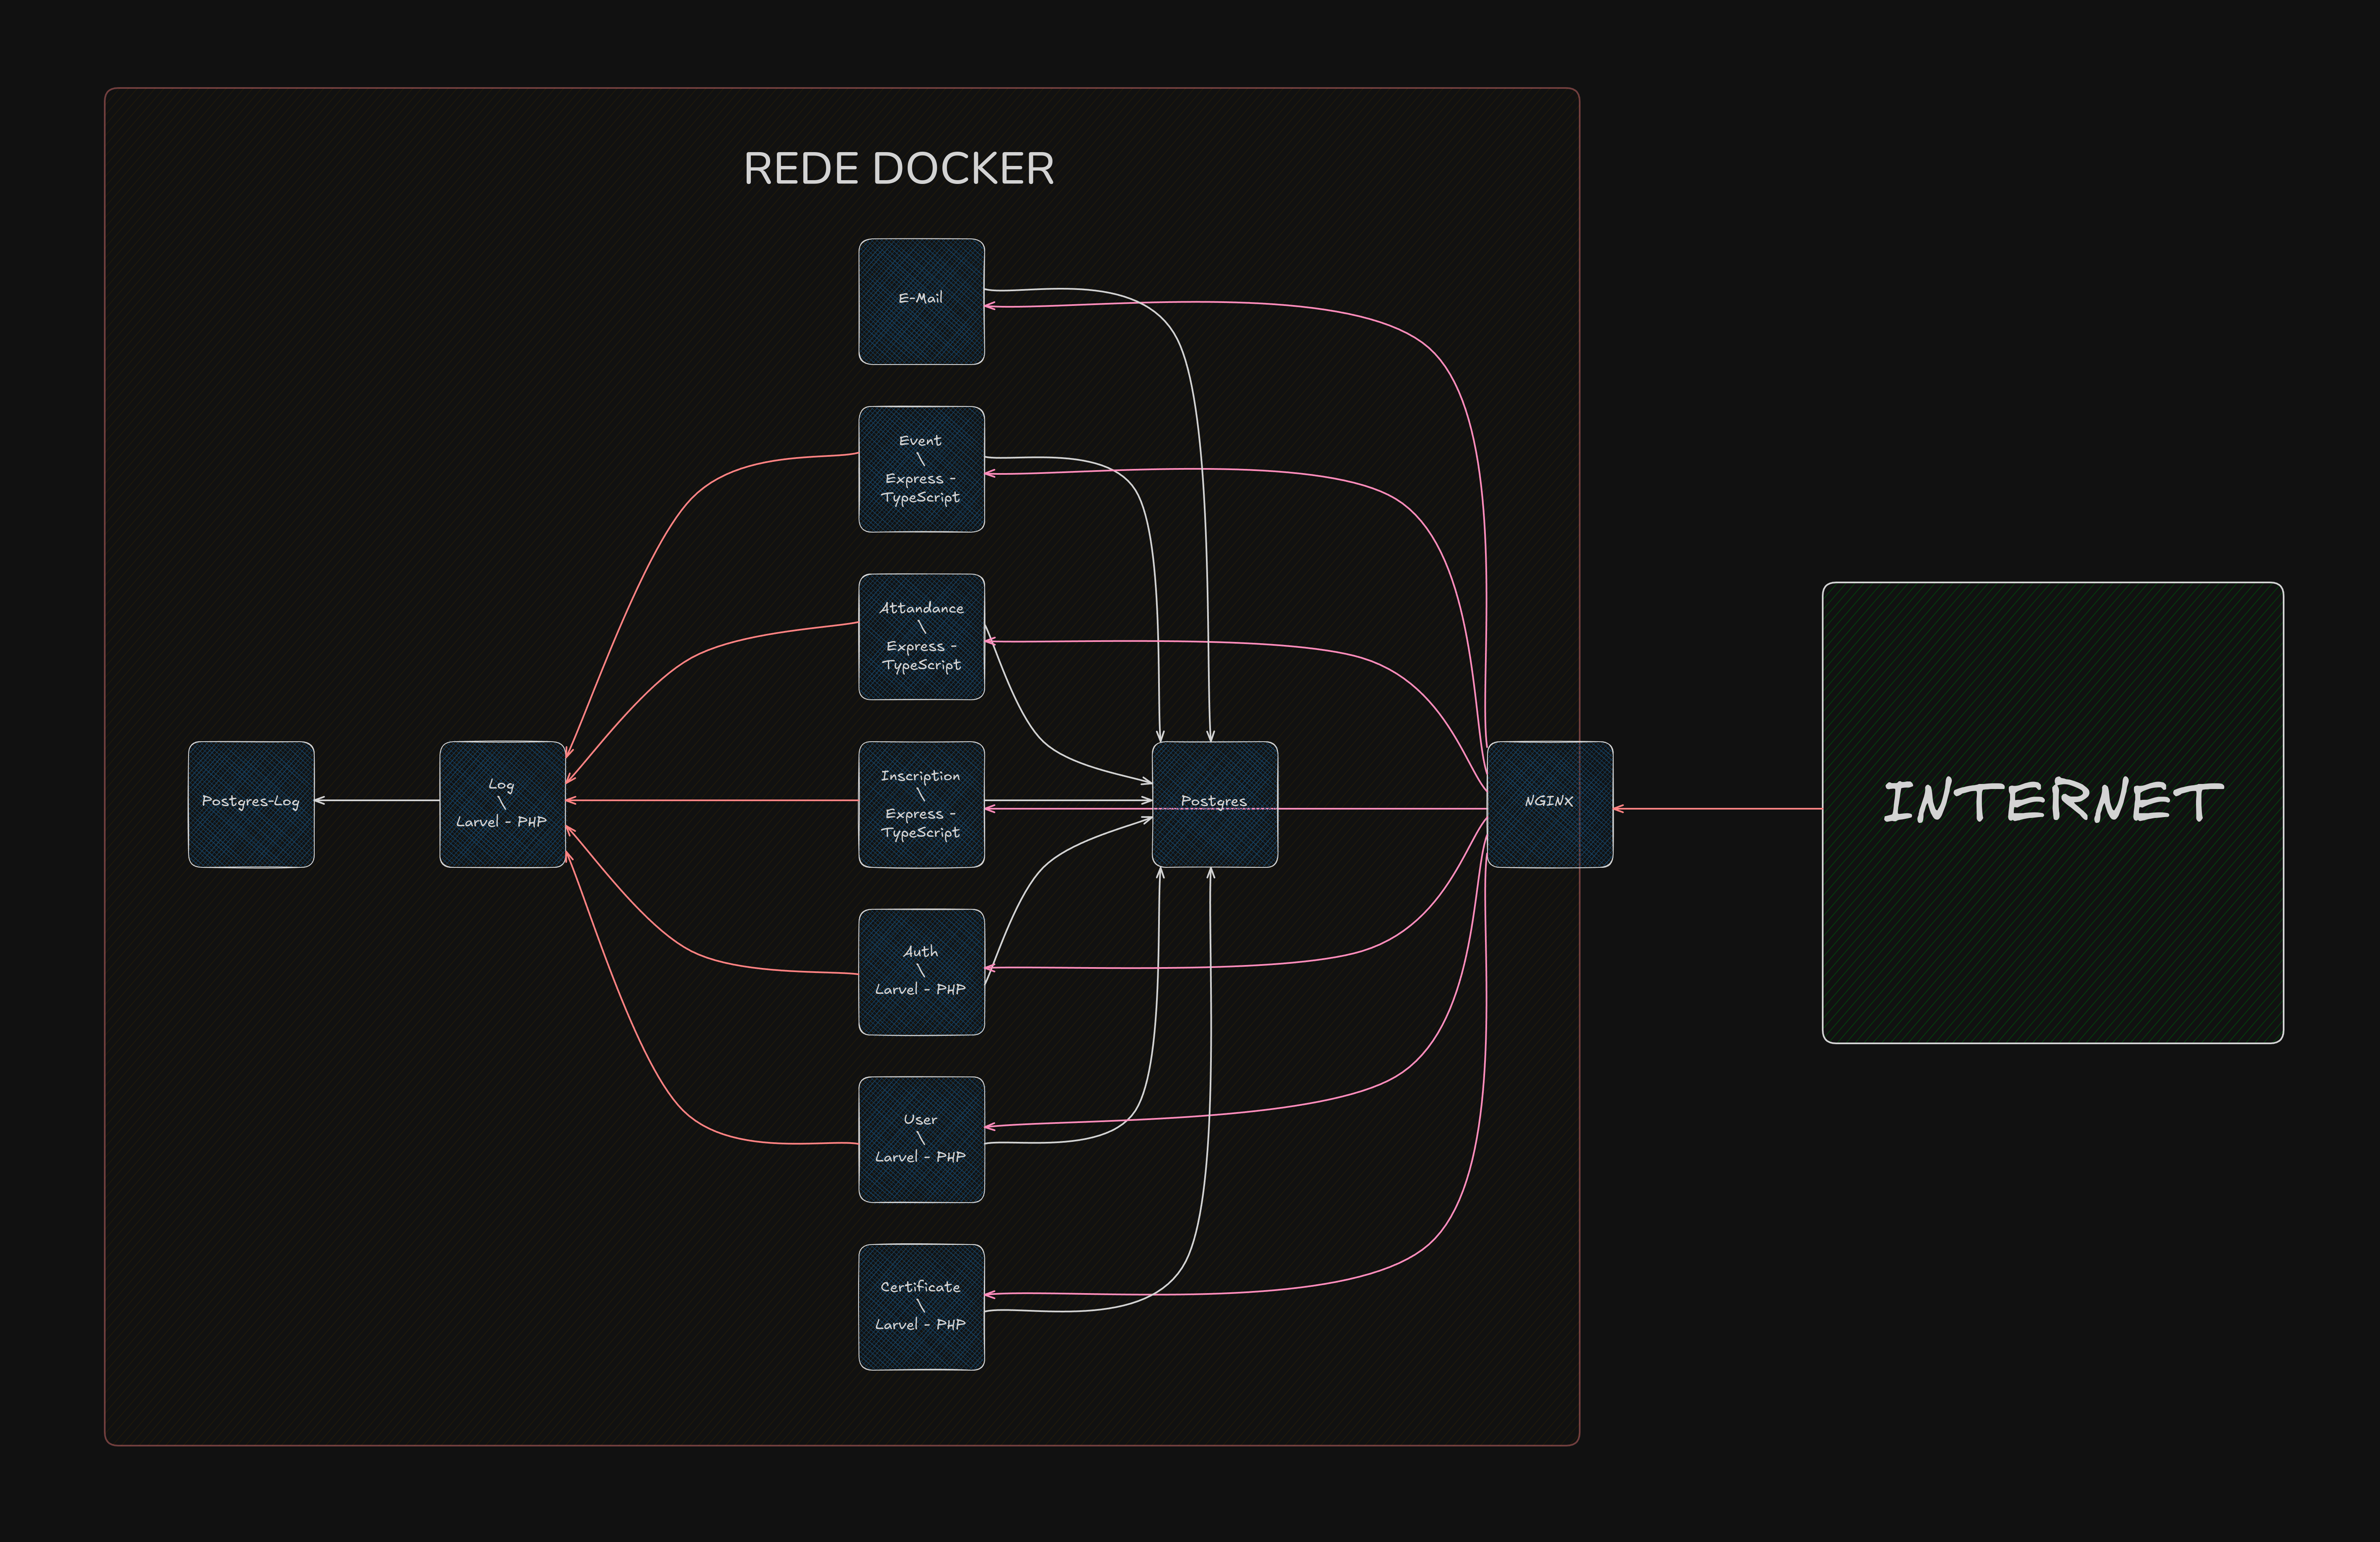 REDE DOCKER
E-Mail
Event
\
Express -
TypeScript
Attandance
\
Express -
TypeScript
Postgres-Log
Log
\
Larvel - PHP
Inscription
\
Express -
TypeScript
Postgres
NGINX
INTERNET
Auth
\
Larvel - PHP
User
\
Larvel - PHP
Certificate
\
Larvel - PHP